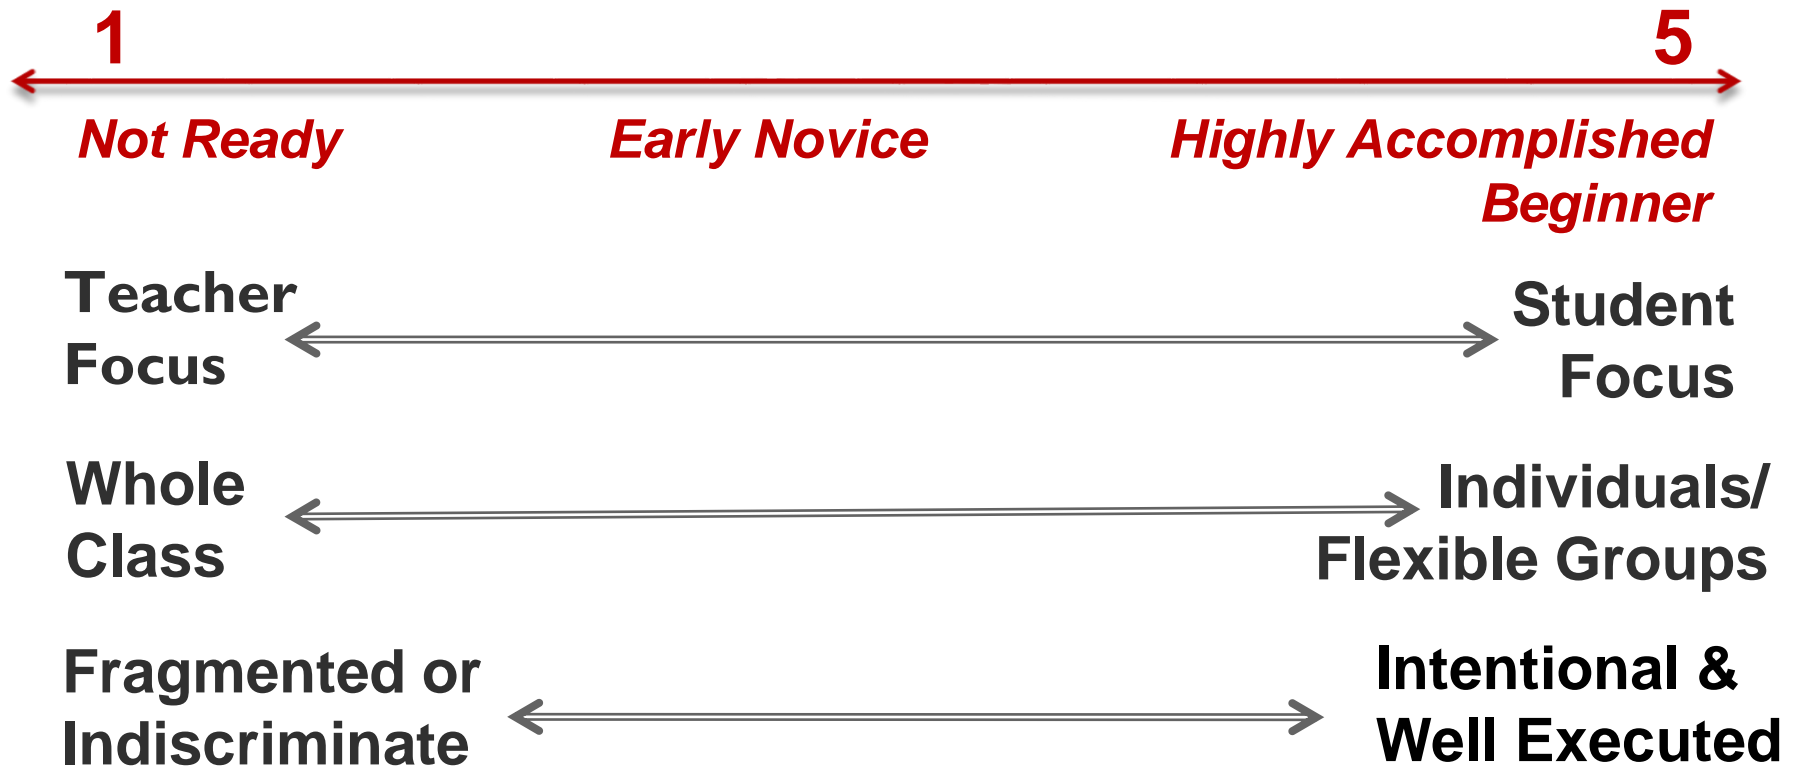 1 5
Not Ready Early Novice Highly Accomplished
Beginner
Teacher
Focus
Student
Focus
Whole
Class
Individuals/
Flexible Groups
Fragmented or
Indiscriminate
Intentional &
Well Executed